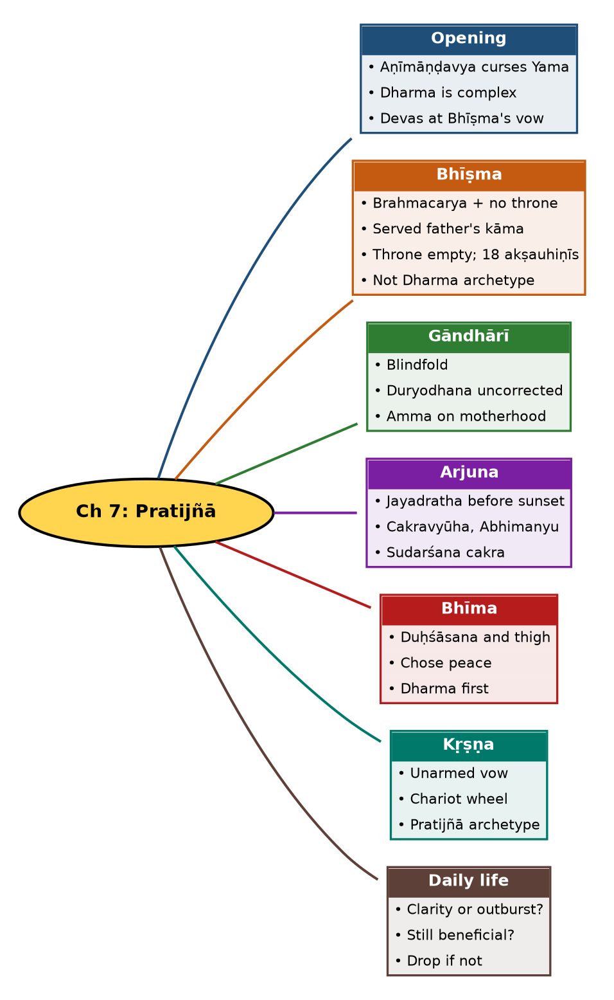 Opening
• Aṇīmāṇḍavya curses Yama
• Dharma is complex
• Devas at Bhīṣma's vow
Bhīṣma
• Brahmacarya + no throne
• Served father's kāma
• Throne empty; 18 akṣauhiṇīs
• Not Dharma archetype
Gāndhārī
• Blindfold
• Duryodhana uncorrected
• Amma on motherhood
Ch 7: Pratijñā
Arjuna
• Jayadratha before sunset
• Cakravyūha, Abhimanyu
• Sudarśana cakra
Bhīma
• Duḥśāsana and thigh
• Chose peace
• Dharma first
Kṛṣṇa
• Unarmed vow
• Chariot wheel
• Pratijñā archetype
Daily life
• Clarity or outburst?
• Still beneficial?
• Drop if not